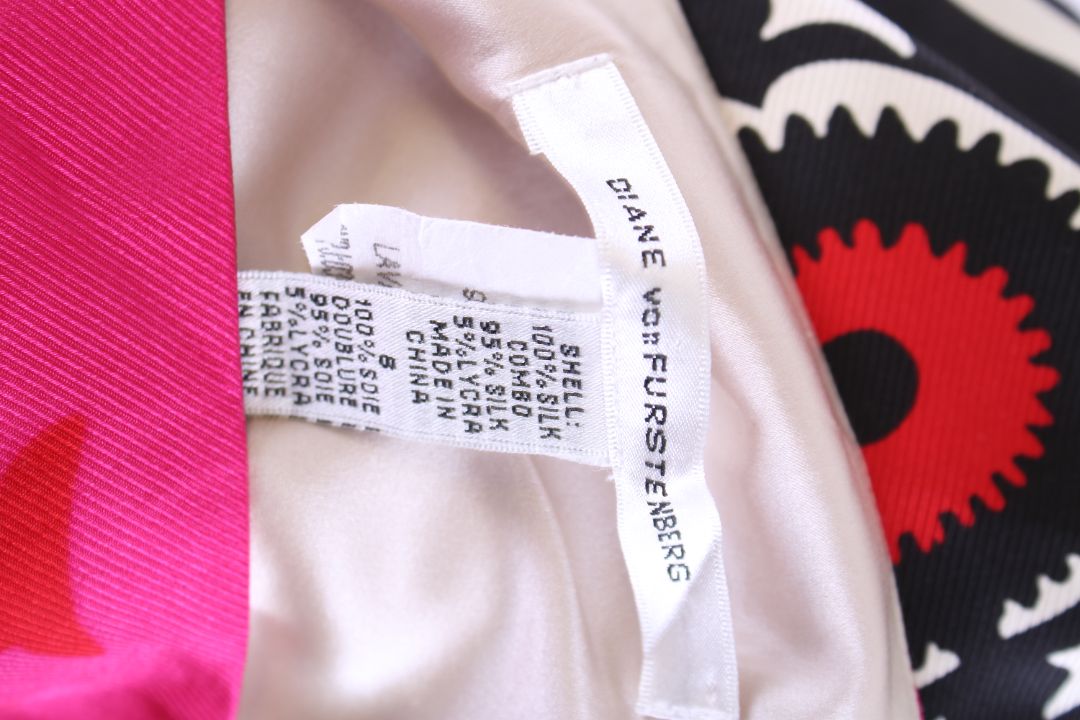 DIANE von FURSTENBERG
SHELL:
100% SILK
COMBO
95% SILK
5% LYCRA
MADE IN
CHINA
8
100% SOIE
DOUBLURE
95% SOIE
5% LYCRA
FABRIQUE
EN CHINE